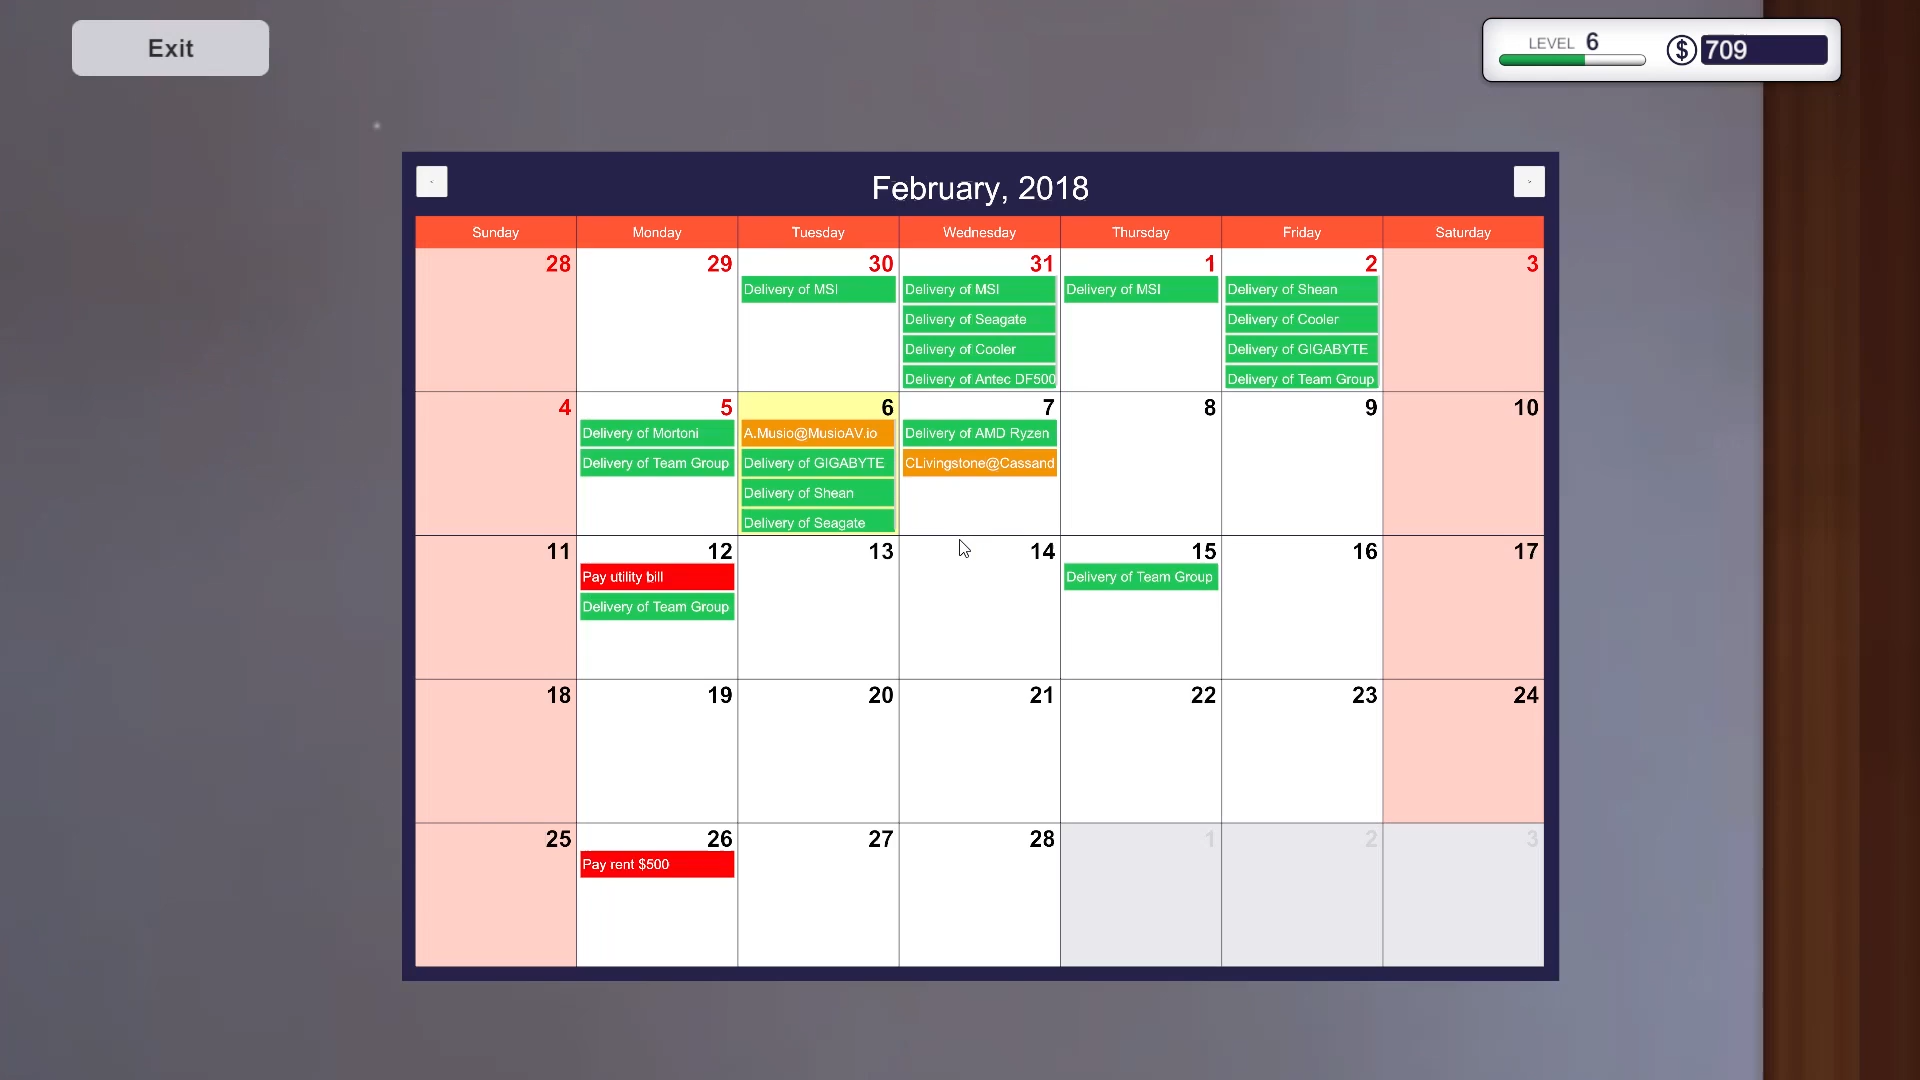 Exit
LEVEL 6
$ 709
February, 2018
Sunday Monday Tuesday Wednesday Thursday Friday Saturday
28 29 30 31 1 2 3
Delivery of MSI
Delivery of MSI
Delivery of Seagate
Delivery of Cooler
Delivery of Antec DF500
Delivery of MSI
Delivery of Shean
Delivery of Cooler
Delivery of GIGABYTE
Delivery of Team Group
4 5 6 7 8 9 10
Delivery of Mortoni
Delivery of Team Group
A.Musio@MusioAV.io
Delivery of GIGABYTE
Delivery of Shean
Delivery of Seagate
Delivery of AMD Ryzen
CLivingstone@Cassand
11 12 13 14 15 16 17
Pay utility bill
Delivery of Team Group
Delivery of Team Group
18 19 20 21 22 23 24
25 26 27 28 1 2 3
Pay rent $500